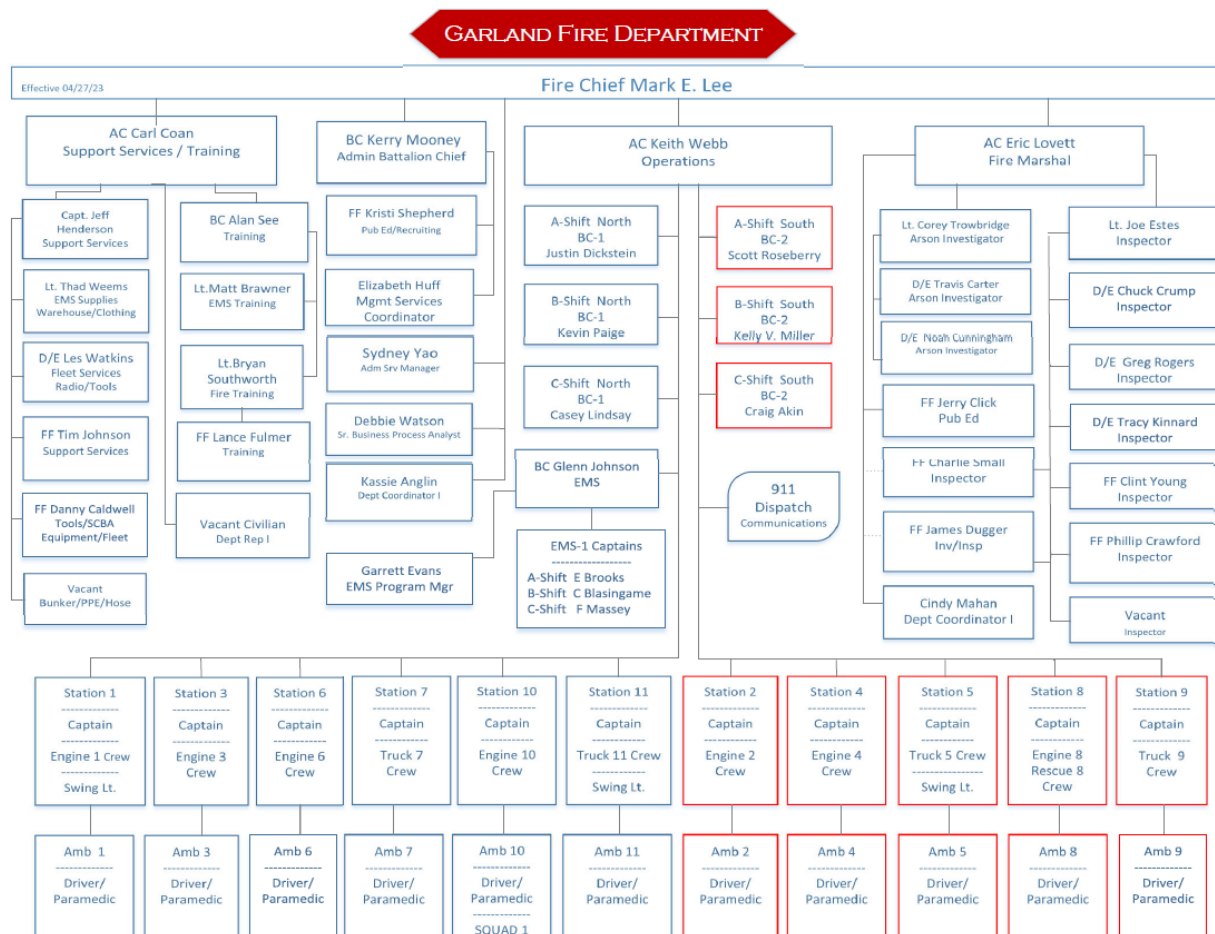 GARLAND FIRE DEPARTMENT
Effective 04/27/23
Fire Chief Mark E. Lee
AC Carl Coan
Support Services / Training
BC Kerry Mooney
Admin Battalion Chief
AC Keith Webb
Operations
AC Eric Lovett
Fire Marshal
Capt. Jeff
Henderson
Support Services
Lt. Thad Weems
EMS Supplies
Warehouse/Clothing
D/E Les Watkins
Fleet Services
Radio/Tools
FF Tim Johnson
Support Services
FF Danny Caldwell
Tools/SCBA
Equipment/Fleet
Vacant
Bunker/PPE/Hose
BC Alan See
Training
Lt.Matt Brawner
EMS Training
Lt.Bryan
Southworth
Fire Training
FF Lance Fulmer
Training
Vacant Civilian
Dept Rep I
FF Kristi Shepherd
Pub Ed/Recruiting
Elizabeth Huff
Mgmt Services
Coordinator
Sydney Yao
Adm Srv Manager
Debbie Watson
Sr. Business Process Analyst
Kassie Anglin
Dept Coordinator I
Garrett Evans
EMS Program Mgr
A-Shift North
BC-1
Justin Dickstein
B-Shift North
BC-1
Kevin Paige
C-Shift North
BC-1
Casey Lindsay
BC Glenn Johnson
EMS
EMS-1 Captains
------------------
A-Shift E Brooks
B-Shift C Blasingame
C-Shift F Massey
A-Shift South
BC-2
Scott Roseberry
B-Shift South
BC-2
Kelly V. Miller
C-Shift South
BC-2
Craig Akin
911
Dispatch
Communications
Lt. Corey Trowbridge
Arson Investigator
D/E Travis Carter
Arson Investigator
D/E Noah Cunningham
Arson Investigator
FF Jerry Click
Pub Ed
FF Charlie Small
Inspector
FF James Dugger
Inv/Insp
Cindy Mahan
Dept Coordinator I
Lt. Joe Estes
Inspector
D/E Chuck Crump
Inspector
D/E Greg Rogers
Inspector
D/E Tracy Kinnard
Inspector
FF Clint Young
Inspector
FF Phillip Crawford
Inspector
Vacant
Inspector
Station 1
-------------
Captain
-------------
Engine 1 Crew
-------------
Swing Lt.
Station 3
-------------
Captain
-------------
Engine 3
Crew
Station 6
-------------
Captain
-------------
Engine 6
Crew
Station 7
-------------
Captain
-------------
Truck 7
Crew
Station 10
-------------
Captain
-------------
Engine 10
Crew
Station 11
-------------
Captain
-------------
Truck 11 Crew
-------------
Swing Lt.
Station 2
-------------
Captain
-------------
Engine 2
Crew
Station 4
-------------
Captain
-------------
Engine 4
Crew
Station 5
-------------
Captain
-------------
Truck 5 Crew
-------------
Swing Lt.
Station 8
-------------
Captain
-------------
Engine 8
Rescue 8
Crew
Station 9
-------------
Captain
-------------
Truck 9
Crew
Amb 1
-------------
Driver/
Paramedic
Amb 3
-------------
Driver/
Paramedic
Amb 6
-------------
Driver/
Paramedic
Amb 7
-------------
Driver/
Paramedic
Amb 10
-------------
Driver/
Paramedic
-------------
SQUAD 1
Amb 11
-------------
Driver/
Paramedic
Amb 2
-------------
Driver/
Paramedic
Amb 4
-------------
Driver/
Paramedic
Amb 5
-------------
Driver/
Paramedic
Amb 8
-------------
Driver/
Paramedic
Amb 9
-------------
Driver/
Paramedic